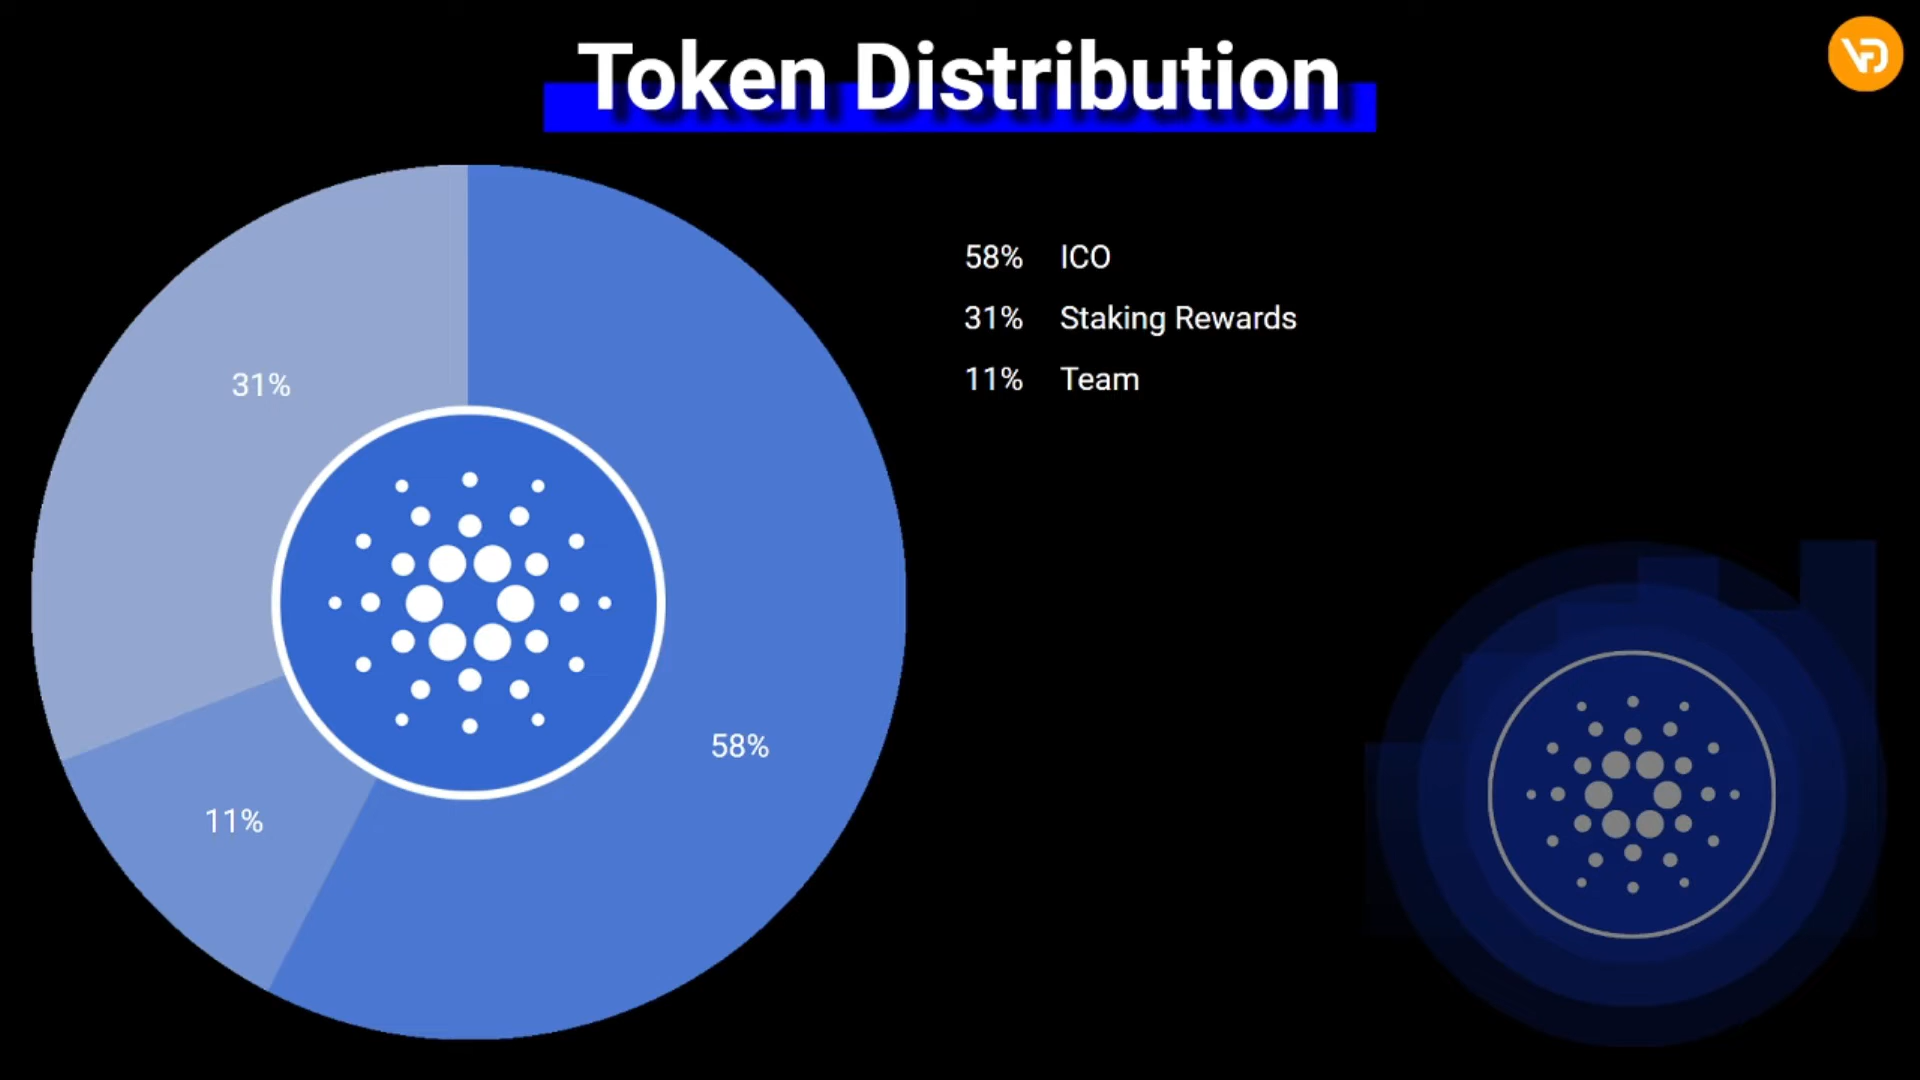 Token Distribution
58% ICO
31% Staking Rewards
11% Team
31%
58%
11%